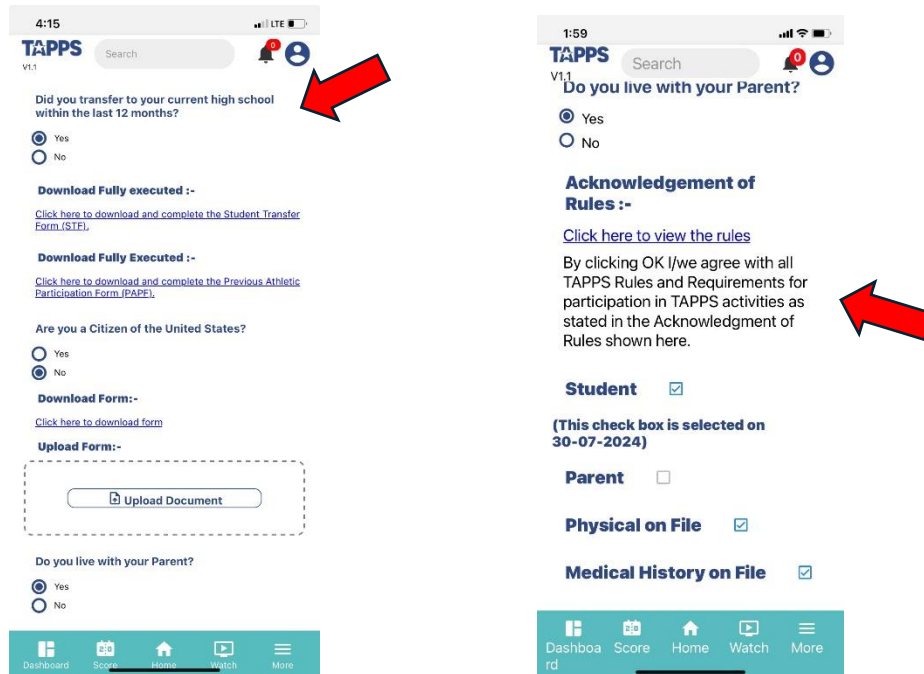 4:15
LTE
TAPPS
Search
0
V1.1
Did you transfer to your current high school
within the last 12 months?
Yes
No
Download Fully executed :-
Click here to download and complete the Student Transfer
Form (STF).
Download Fully Executed :-
Click here to download and complete the Previous Athletic
Participation Form (PAPF).
Are you a Citizen of the United States?
Yes
No
Download Form:-
Click here to download form
Upload Form:-
Upload Document
Do you live with your Parent?
Yes
No
Dashboard Score Home Watch More
1:59
TAPPS
Search
0
V1.1
Do you live with your Parent?
Yes
No
Acknowledgement of
Rules :-
Click here to view the rules
By clicking OK I/we agree with all
TAPPS Rules and Requirements for
participation in TAPPS activities as
stated in the Acknowledgment of
Rules shown here.
Student
(This check box is selected on
30-07-2024)
Parent
Physical on File
Medical History on File
Dashboa Score Home Watch More
rd